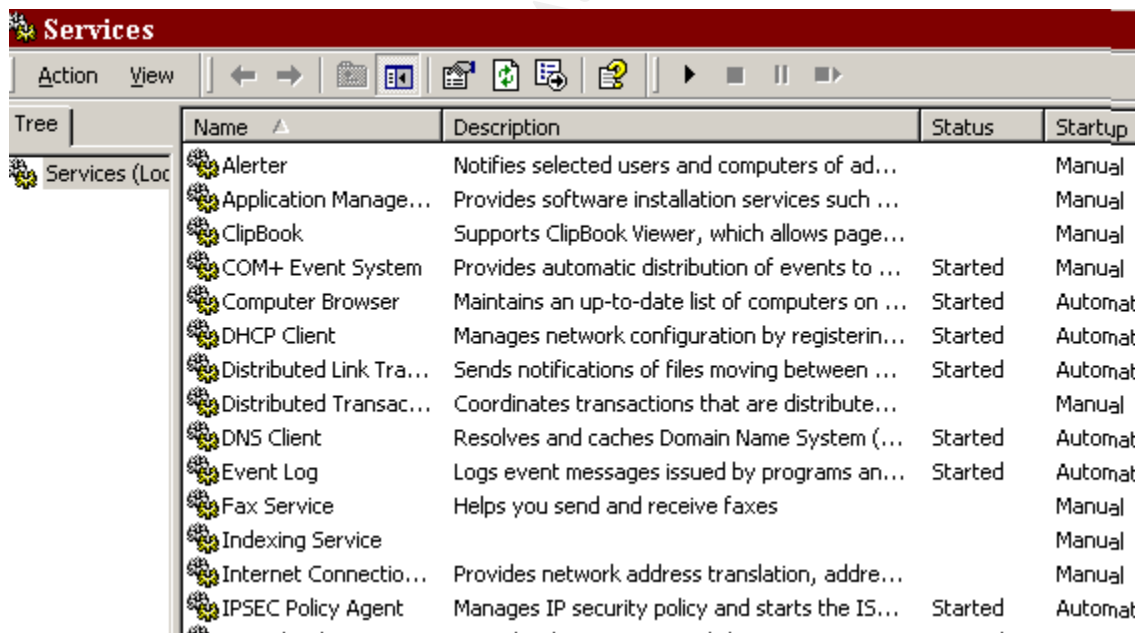 Services
Action View
Tree
Name Description Status Startup
Services (Loc
Alerter Notifies selected users and computers of ad... Manual
Application Manage... Provides software installation services such ... Manual
ClipBook Supports ClipBook Viewer, which allows page... Manual
COM+ Event System Provides automatic distribution of events to ... Started Manual
Computer Browser Maintains an up-to-date list of computers on ... Started Automat
DHCP Client Manages network configuration by registerin... Started Automat
Distributed Link Tra... Sends notifications of files moving between ... Started Automat
Distributed Transac... Coordinates transactions that are distribute... Manual
DNS Client Resolves and caches Domain Name System (... Started Automat
Event Log Logs event messages issued by programs an... Started Automat
Fax Service Helps you send and receive faxes Manual
Indexing Service Manual
Internet Connectio... Provides network address translation, addre... Manual
IPSEC Policy Agent Manages IP security policy and starts the IS... Started Automat